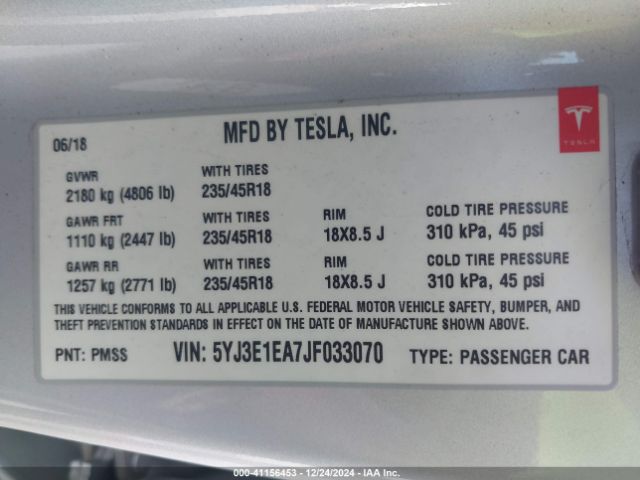 06/18
MFD BY TESLA, INC.
TESLA
GVWR
2180 kg (4806 lb)
WITH TIRES
235/45R18
GAWR FRT
1110 kg (2447 lb)
WITH TIRES
235/45R18
RIM
18X8.5 J
COLD TIRE PRESSURE
310 kPa, 45 psi
GAWR RR
1257 kg (2771 lb)
WITH TIRES
235/45R18
RIM
18X8.5 J
COLD TIRE PRESSURE
310 kPa, 45 psi
THIS VEHICLE CONFORMS TO ALL APPLICABLE U.S. FEDERAL MOTOR VEHICLE SAFETY, BUMPER, AND
THEFT PREVENTION STANDARDS IN EFFECT ON THE DATE OF MANUFACTURE SHOWN ABOVE.
PNT: PMSS
VIN: 5YJ3E1EA7JF033070
TYPE: PASSENGER CAR
000-41156453 - 12/24/2024 - IAA Inc.